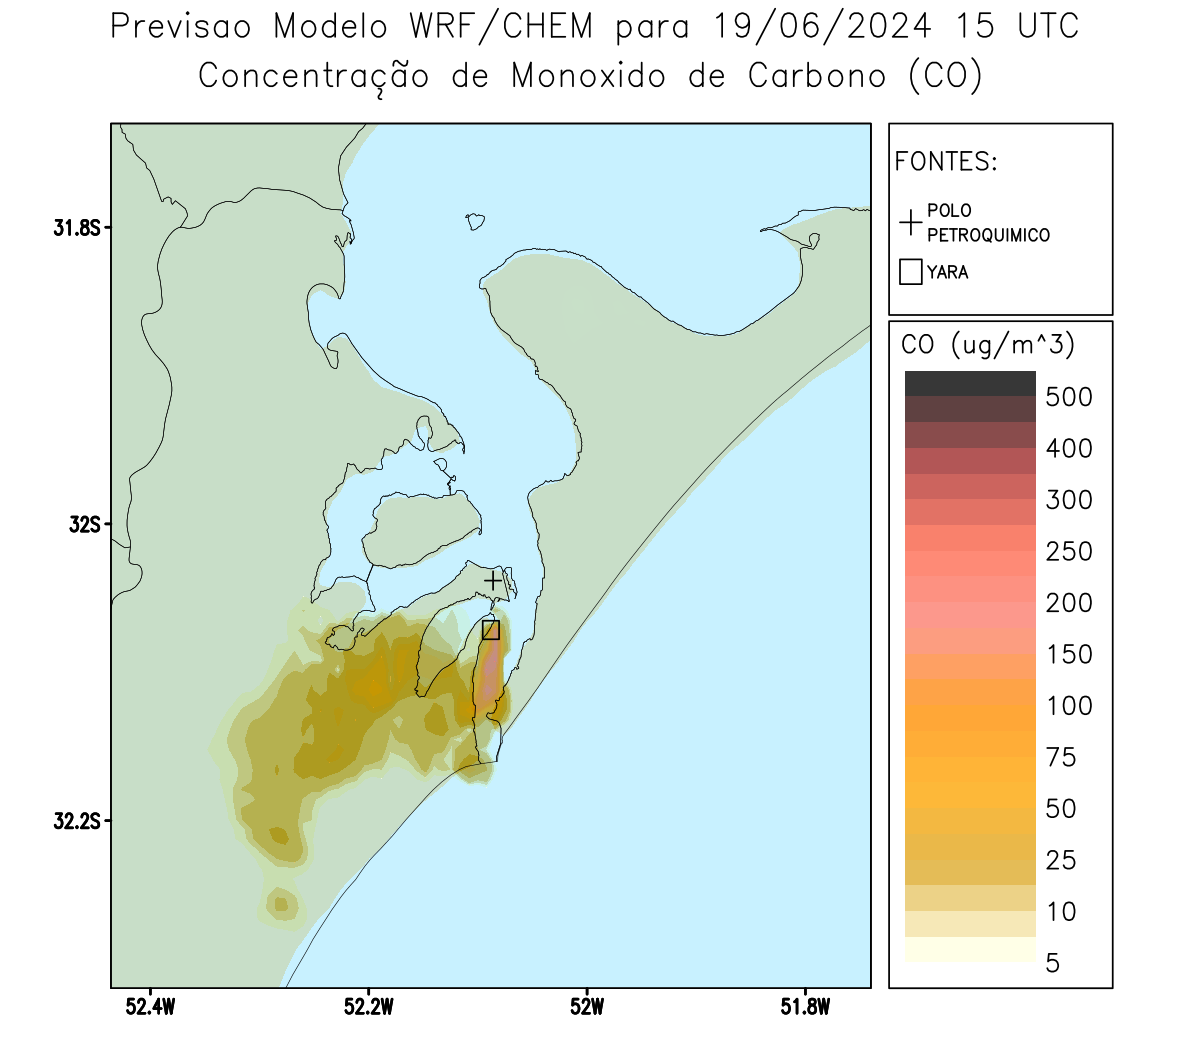 Previsao Modelo WRF/CHEM para 19/06/2024 15 UTC
Concentração de Monoxido de Carbono (CO)
FONTES:
POLO
PETROQUIMICO
YARA
CO (ug/m^3)
500
400
300
250
200
150
100
75
50
25
10
5
31.8S
32S
32.2S
52.4W
52.2W
52W
51.8W